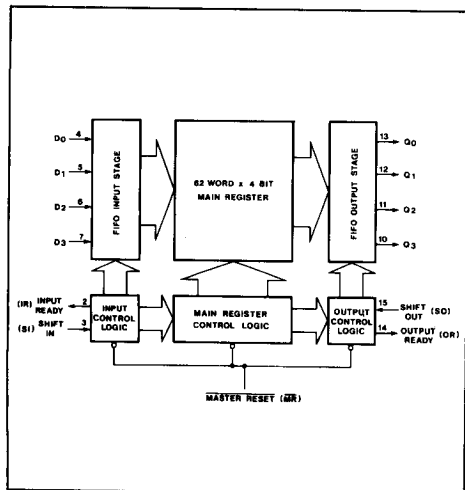 D0 4
D1 5
D2 6
D3 7
FIFO INPUT STAGE
62 WORD x 4 BIT
MAIN REGISTER
FIFO OUTPUT STAGE
13 Q0
12 Q1
11 Q2
10 Q3
(IR) INPUT
READY
2
(SI) SHIFT
IN
3
INPUT
CONTROL
LOGIC
MAIN REGISTER
CONTROL LOGIC
OUTPUT
CONTROL
LOGIC
15
SHIFT (SO)
OUT
14
OUTPUT
READY (OR)
MASTER RESET (MR)